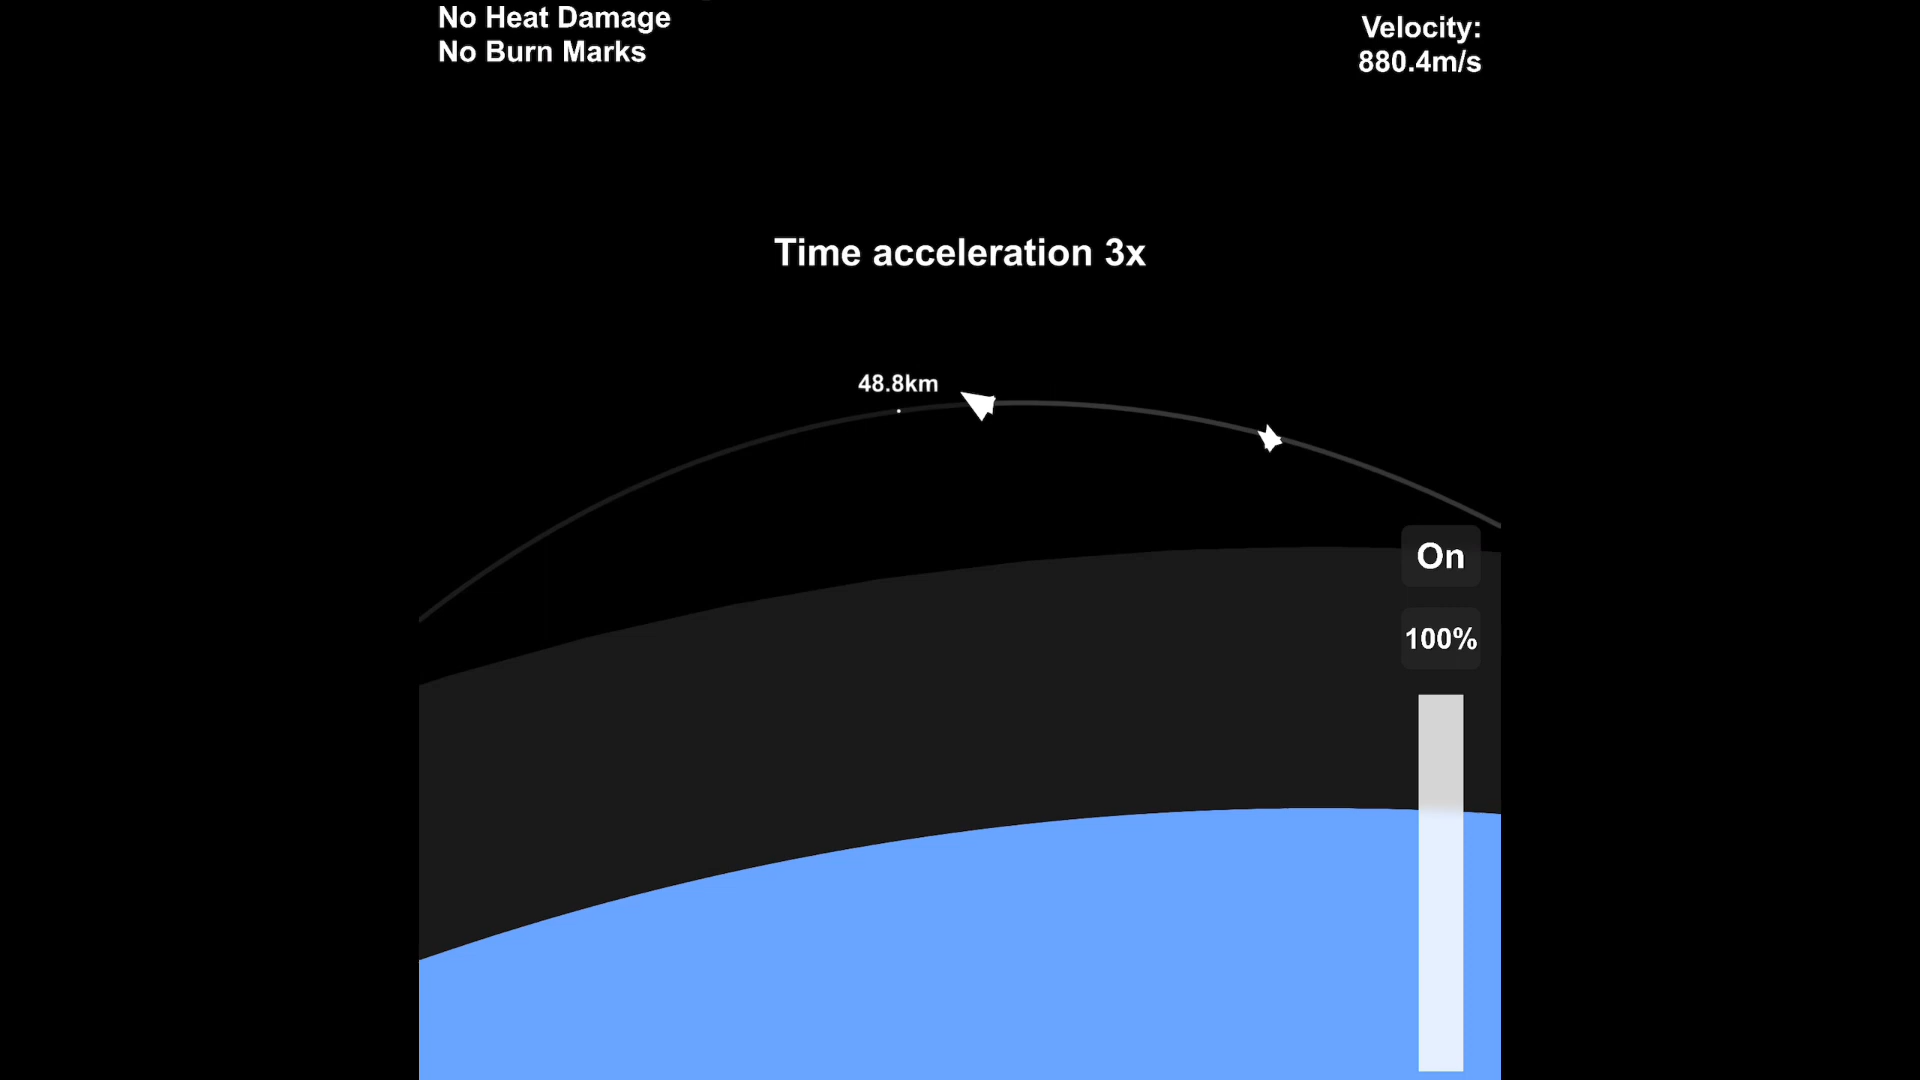 No Heat Damage
No Burn Marks
Velocity:
880.4m/s
Time acceleration 3x
48.8km
On
100%